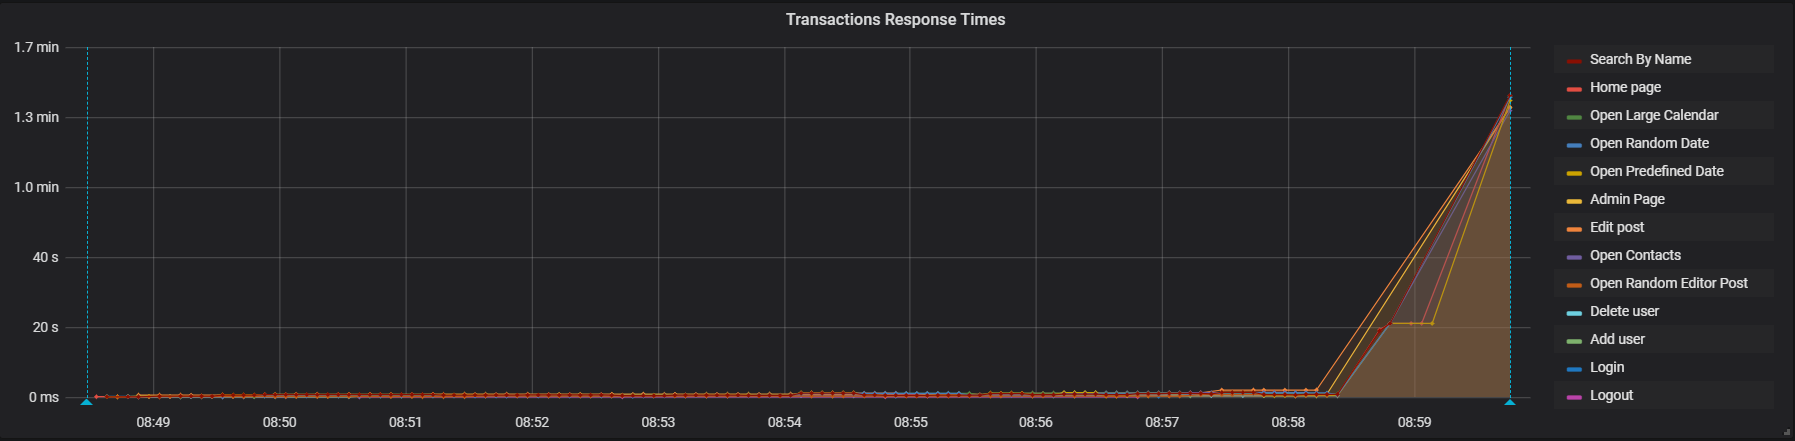 Transactions Response Times
1.7 min
1.3 min
1.0 min
40 s
20 s
0 ms
08:49 08:50 08:51 08:52 08:53 08:54 08:55 08:56 08:57 08:58 08:59
Search By Name
Home page
Open Large Calendar
Open Random Date
Open Predefined Date
Admin Page
Edit post
Open Contacts
Open Random Editor Post
Delete user
Add user
Login
Logout